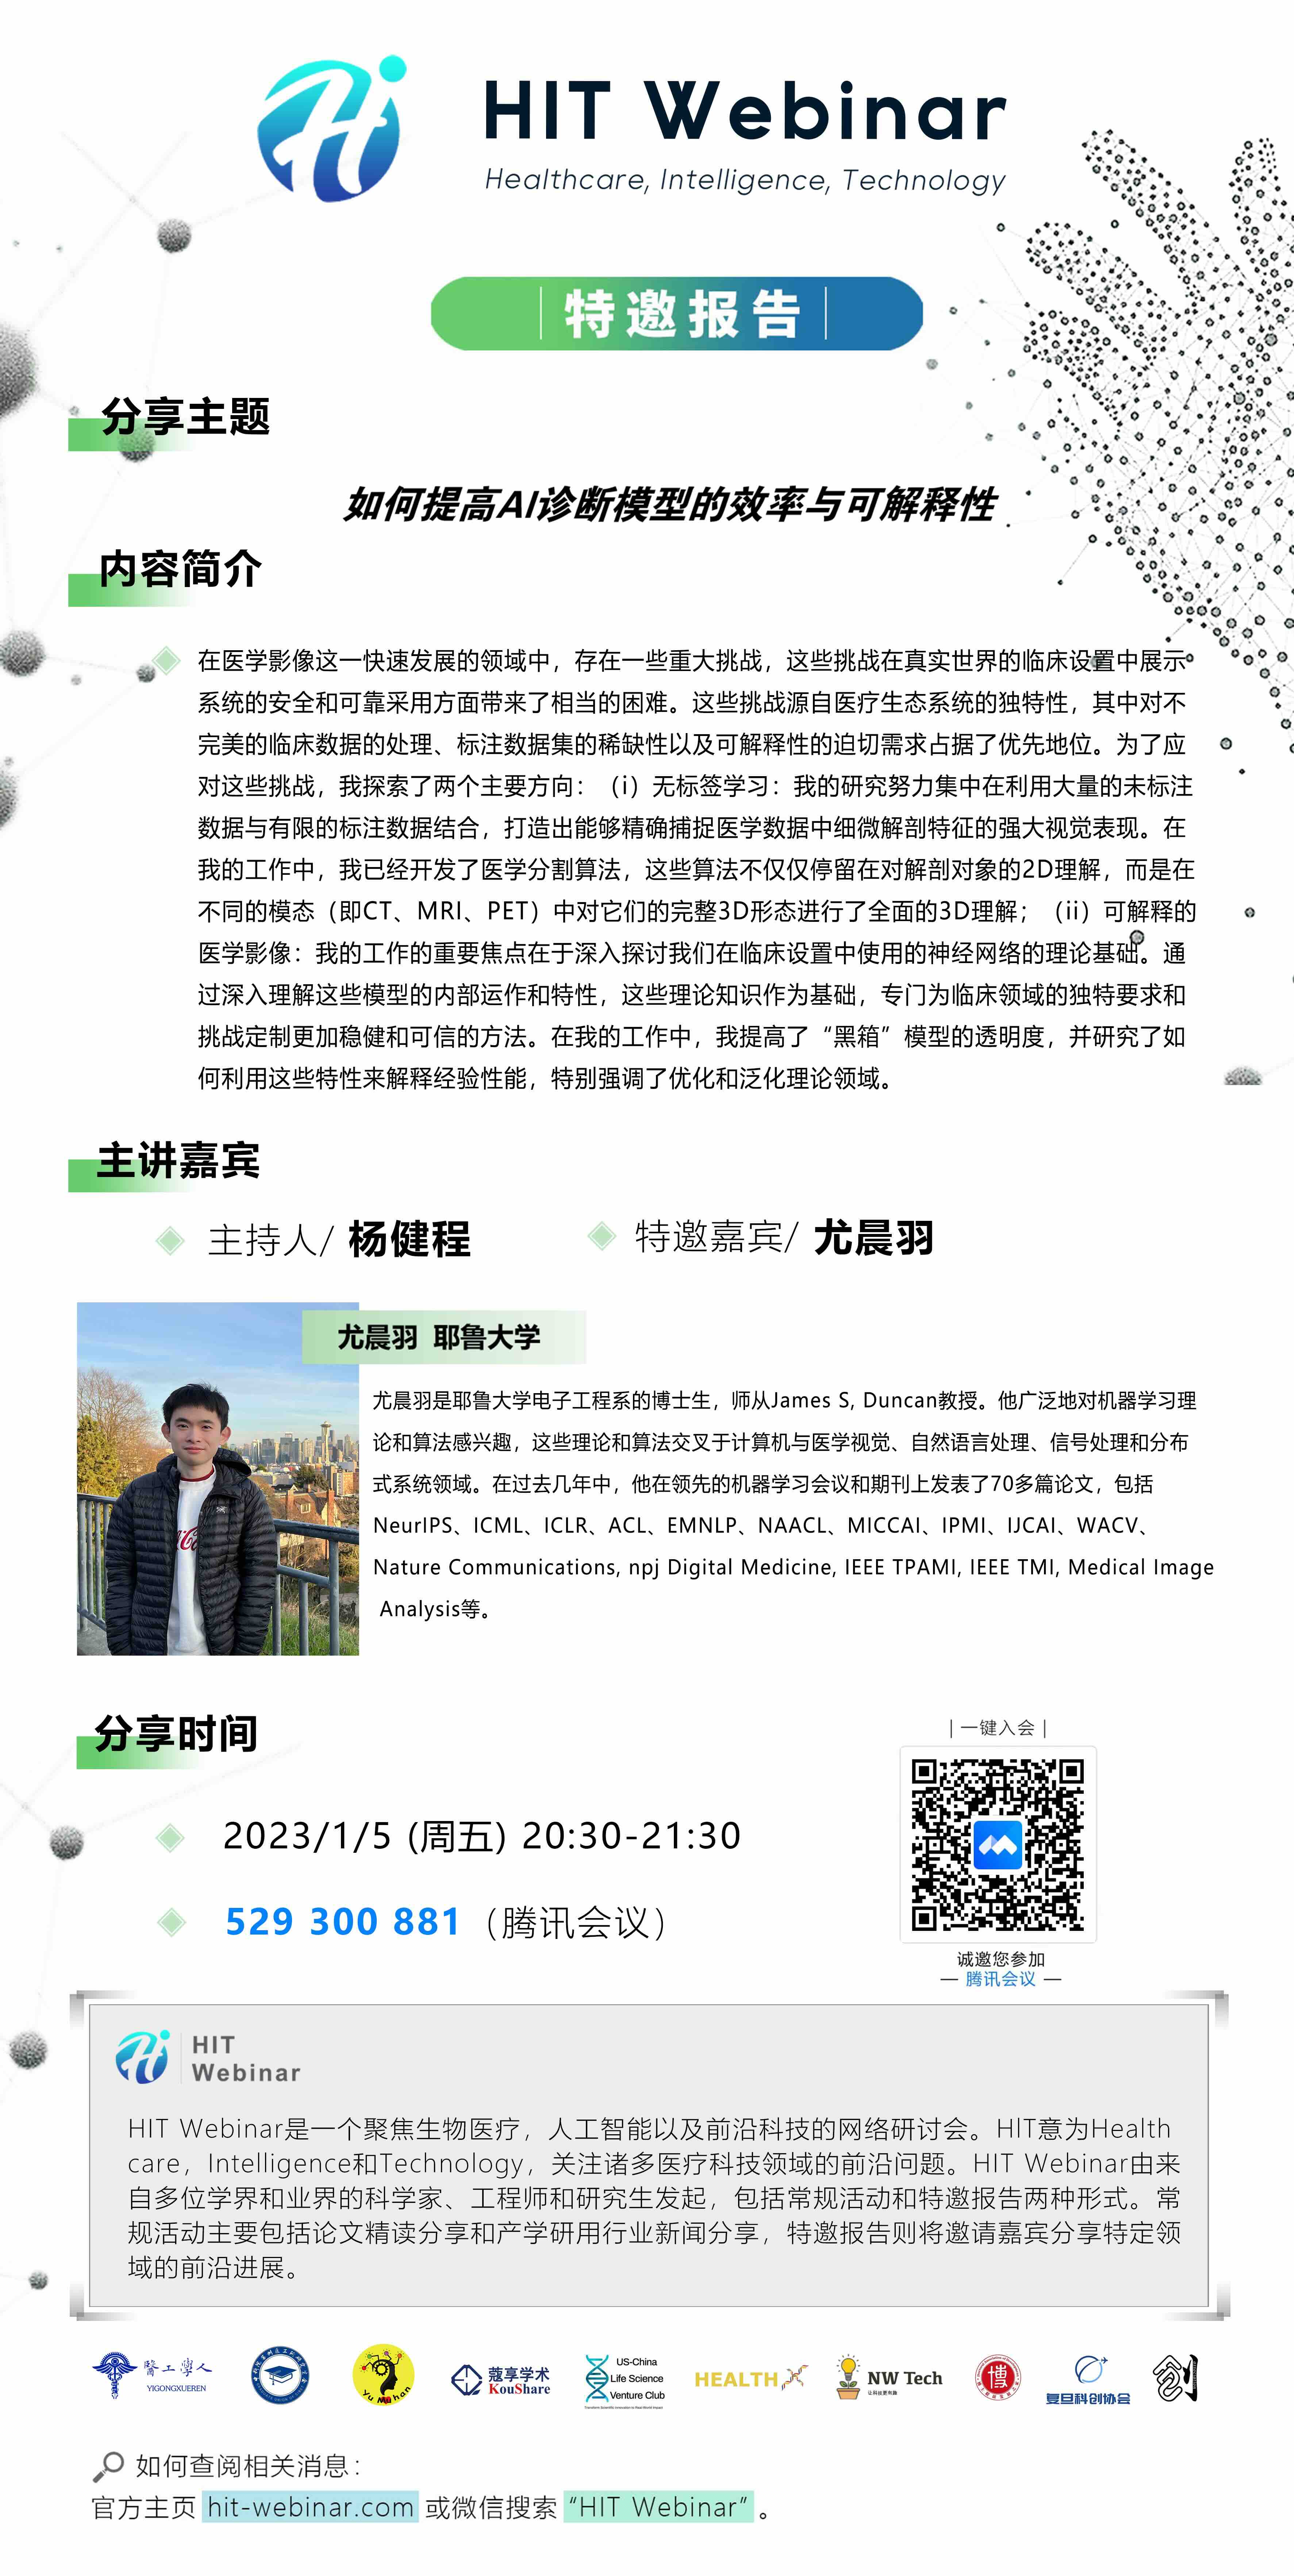 HIT Webinar
Healthcare, Intelligence, Technology
特邀报告
分享主题
如何提高AI诊断模型的效率与可解释性
内容简介
在医学影像这一快速发展的领域中，存在一些重大挑战，这些挑战在真实世界的临床设置中展示
系统的安全和可靠采用方面带来了相当的困难。这些挑战源自医疗生态系统的独特性，其中对不
完美的临床数据的处理、标注数据集的稀缺性以及可解释性的迫切需求占据了优先地位。为了应
对这些挑战，我探索了两个主要方向：（i）无标签学习：我的研究努力集中在利用大量的未标注
数据与有限的标注数据结合，打造出能够精确捕捉医学数据中细微解剖特征的强大视觉表现。在
我的工作中，我已经开发了医学分割算法，这些算法不仅仅停留在对解剖对象的2D理解，而是在
不同的模态（即CT、MRI、PET）中对它们的完整3D形态进行了全面的3D理解；（ii）可解释的
医学影像：我的工作的重要焦点在于深入探讨我们在临床设置中使用的神经网络的理论基础。通
过深入理解这些模型的内部运作和特性，这些理论知识作为基础，专门为临床领域的独特要求和
挑战定制更加稳健和可信的方法。在我的工作中，我提高了“黑箱”模型的透明度，并研究了如
何利用这些特性来解释经验性能，特别强调了优化和泛化理论领域。
主讲嘉宾
主持人/ 杨健程
特邀嘉宾/ 尤晨羽
尤晨羽 耶鲁大学
尤晨羽是耶鲁大学电子工程系的博士生，师从James S, Duncan教授。他广泛地对机器学习理
论和算法感兴趣，这些理论和算法交叉于计算机与医学视觉、自然语言处理、信号处理和分布
式系统领域。在过去几年中，他在领先的机器学习会议和期刊上发表了70多篇论文，包括
NeurIPS、ICML、ICLR、ACL、EMNLP、NAACL、MICCAI、IPMI、IJCAI、WACV、
Nature Communications, npj Digital Medicine, IEEE TPAMI, IEEE TMI, Medical Image
Analysis等。
分享时间
| 一键入会 |
2023/1/5 (周五) 20:30-21:30
529 300 881（腾讯会议）
诚邀您参加
— 腾讯会议 —
HIT
Webinar
HIT Webinar是一个聚焦生物医疗，人工智能以及前沿科技的网络研讨会。HIT意为Health
care，Intelligence和Technology，关注诸多医疗科技领域的前沿问题。HIT Webinar由来
自多位学界和业界的科学家、工程师和研究生发起，包括常规活动和特邀报告两种形式。常
规活动主要包括论文精读分享和产学研用行业新闻分享，特邀报告则将邀请嘉宾分享特定领
域的前沿进展。
醫工學人
YIGONGXUEREN
Yu Mo han
蔻享学术
KouShare
US-China
Life Science
Venture Club
HEALTH
NW Tech
让科技更有趣
博
复旦科创协会
创
如何查阅相关消息：
官方主页 hit-webinar.com 或微信搜索 “HIT Webinar” 。